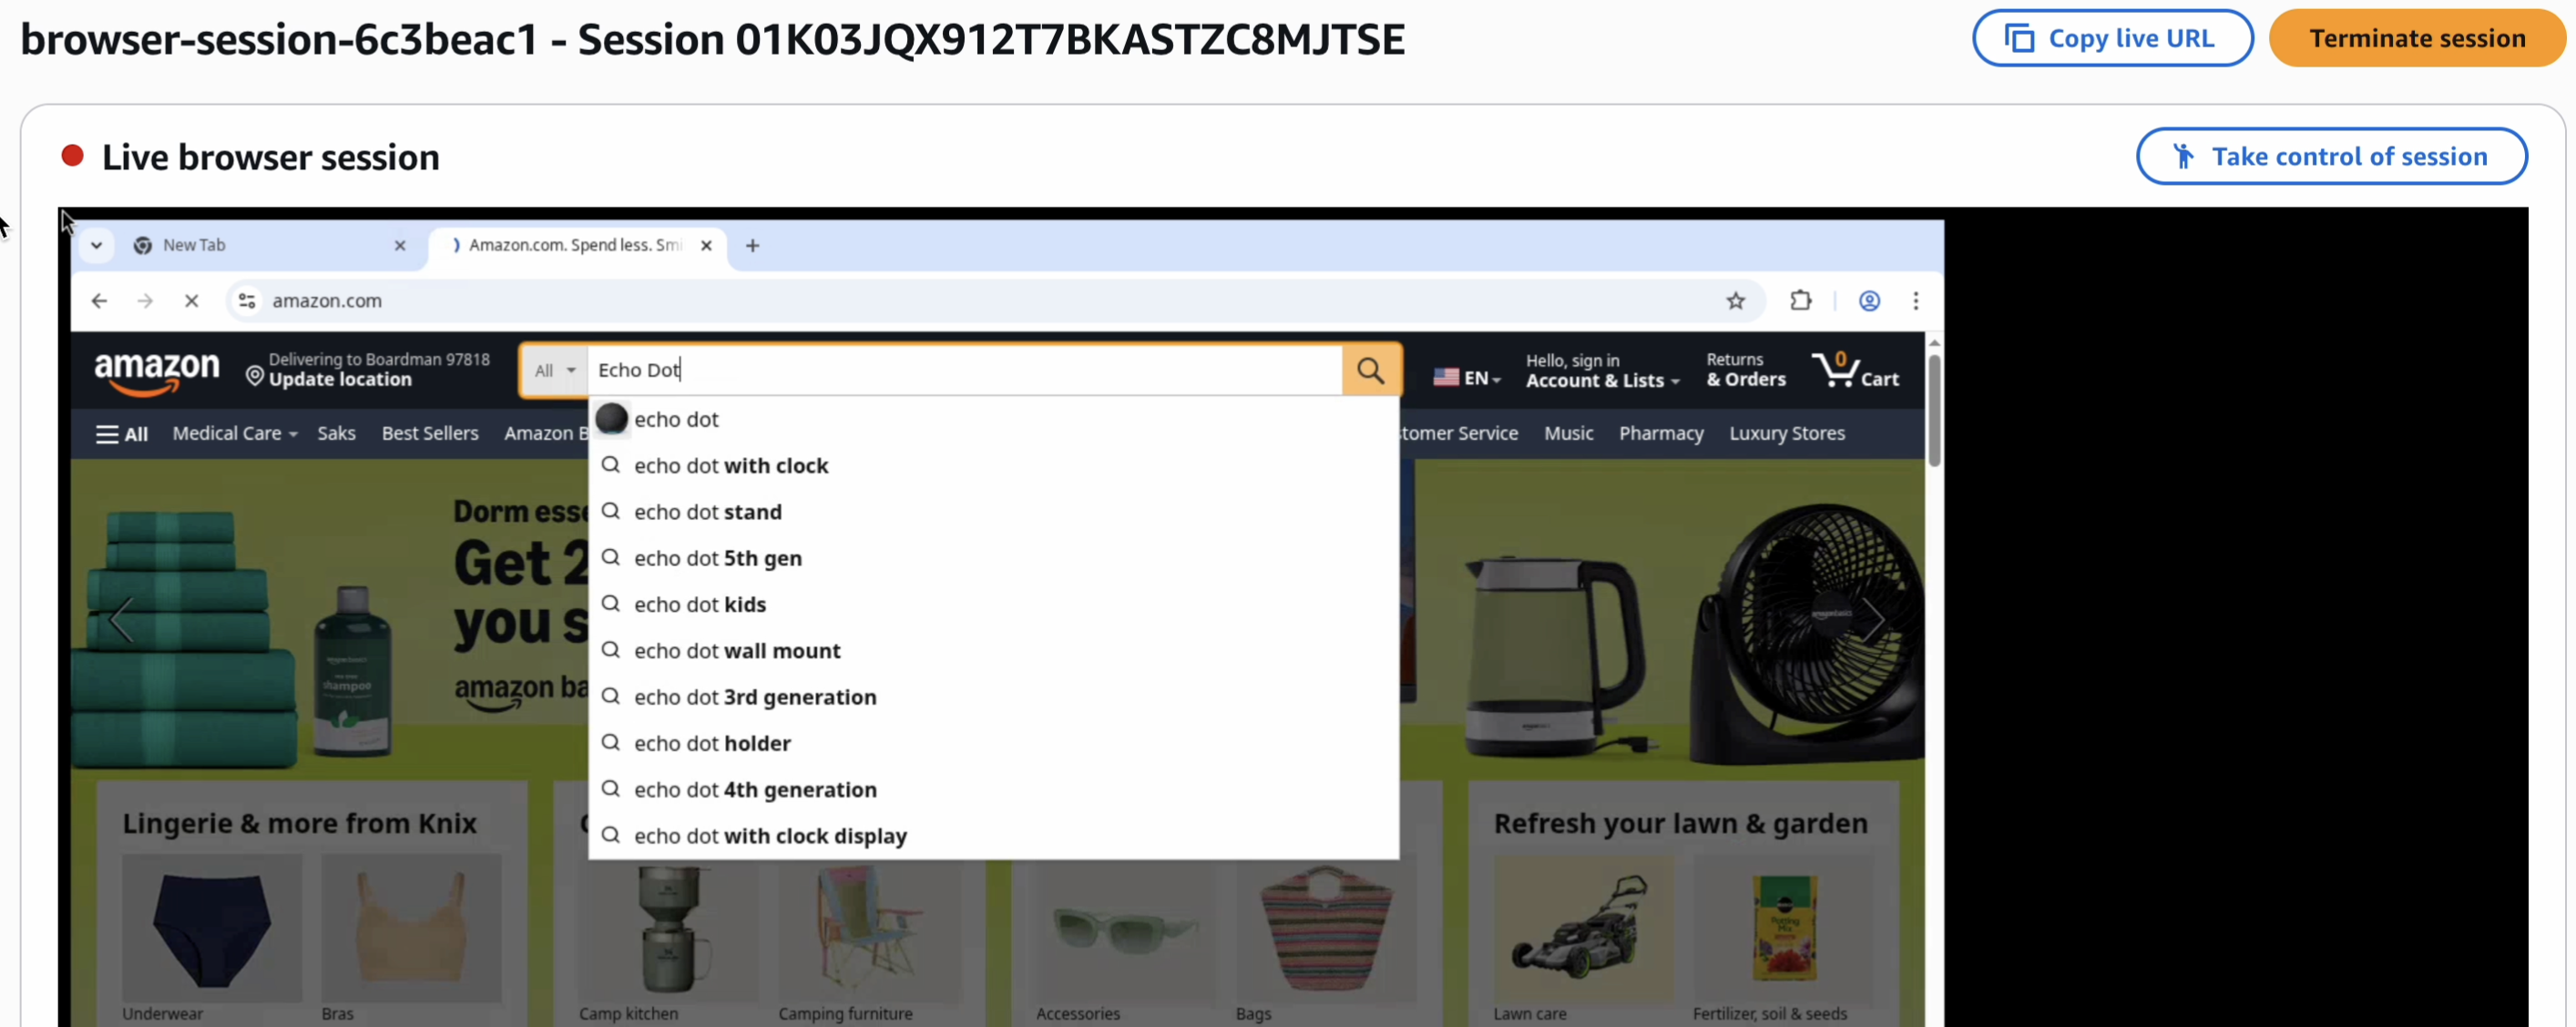 browser-session-6c3beac1 - Session 01K03JQX912T7BKASTZC8MJTSE
Copy live URL
Terminate session
Live browser session
Take control of session
New Tab
Amazon.com. Spend less. Smi
amazon.com
amazon
Delivering to Boardman 97818
Update location
All
Echo Dot
EN
Hello, sign in
Account & Lists
Returns
& Orders
0
Cart
All
Medical Care
Saks
Best Sellers
Amazon B
tomer Service
Music
Pharmacy
Luxury Stores
echo dot
echo dot with clock
echo dot stand
echo dot 5th gen
echo dot kids
echo dot wall mount
echo dot 3rd generation
echo dot holder
echo dot 4th generation
echo dot with clock display
Dorm esse
Get 2
you s
amazon ba
shampoo
Lingerie & more from Knix
Refresh your lawn & garden
Potting
Mix
Underwear
Bras
Camp kitchen
Camping furniture
Accessories
Bags
Lawn care
Fertilizer, soil & seeds